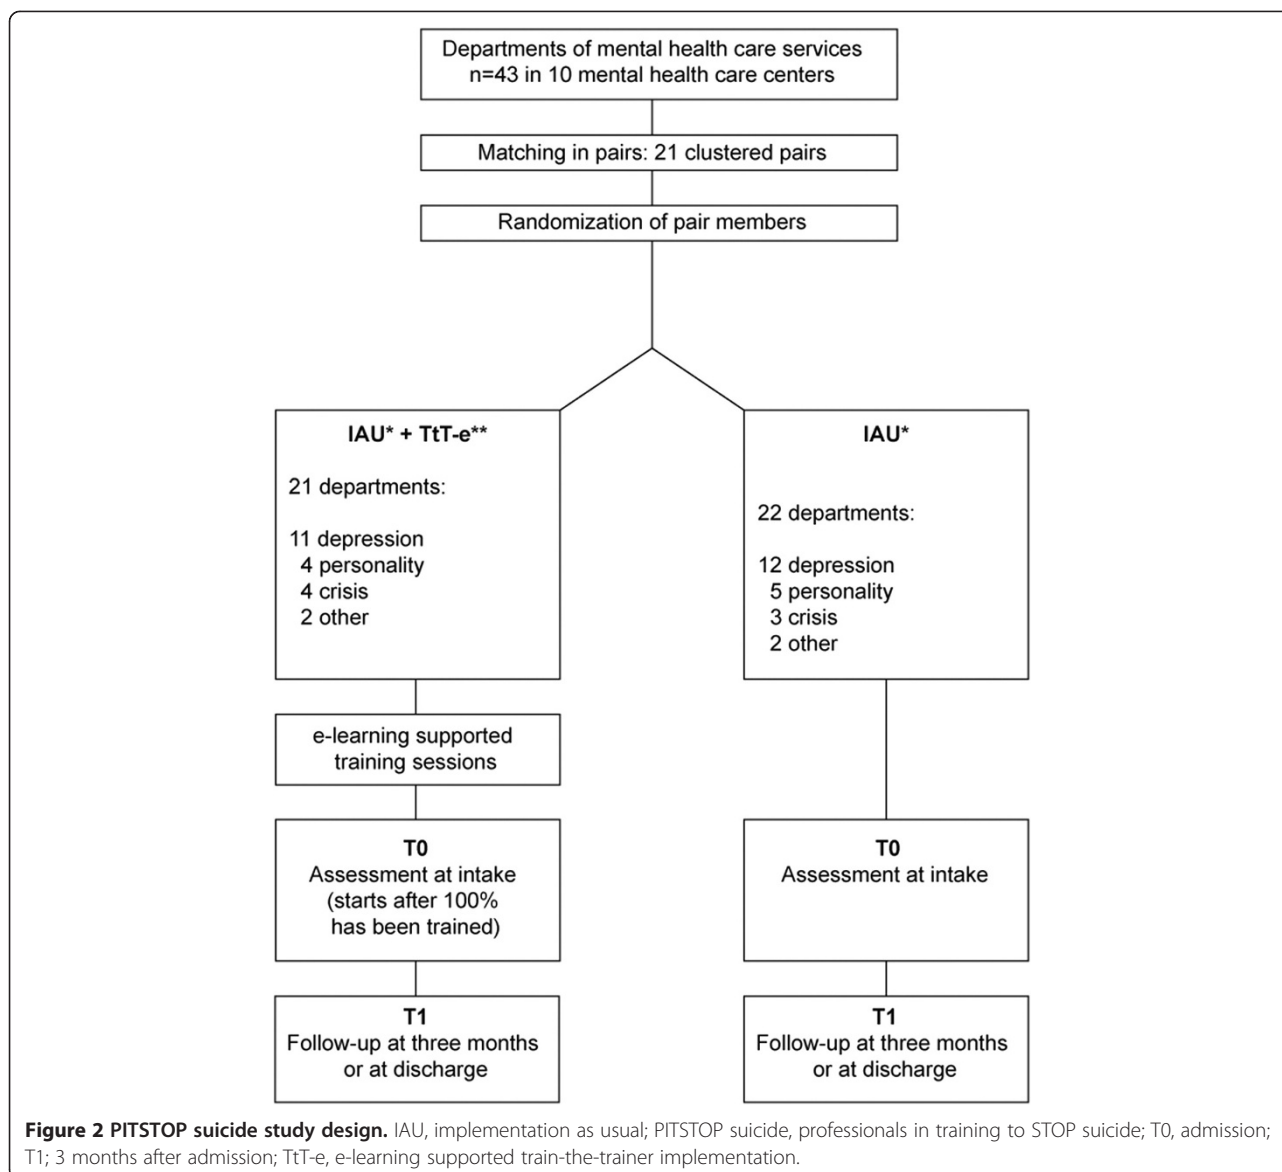 Departments of mental health care services
n=43 in 10 mental health care centers
Matching in pairs: 21 clustered pairs
Randomization of pair members
IAU* + TtT-e**
21 departments:
11 depression
4 personality
4 crisis
2 other
IAU*
22 departments:
12 depression
5 personality
3 crisis
2 other
e-learning supported
training sessions
T0
Assessment at intake
(starts after 100%
has been trained)
T0
Assessment at intake
T1
Follow-up at three months
or at discharge
T1
Follow-up at three months
or at discharge
Figure 2 PITSTOP suicide study design. IAU, implementation as usual; PITSTOP suicide, professionals in training to STOP suicide; T0, admission;
T1; 3 months after admission; TtT-e, e-learning supported train-the-trainer implementation.